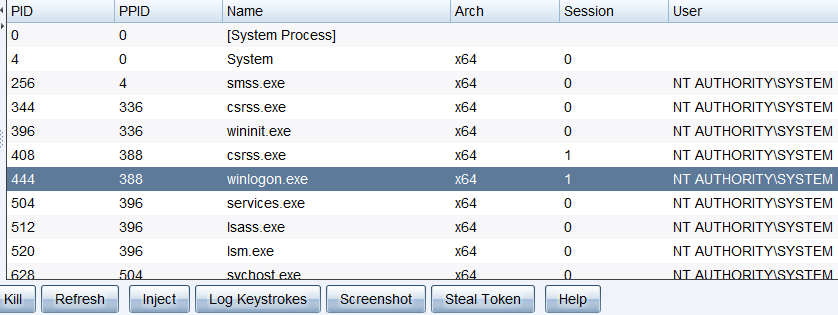 PID PPID Name Arch Session User
0 0 [System Process]
4 0 System x64 0
256 4 smss.exe x64 0 NT AUTHORITY\SYSTEM
344 336 csrss.exe x64 0 NT AUTHORITY\SYSTEM
396 336 wininit.exe x64 0 NT AUTHORITY\SYSTEM
408 388 csrss.exe x64 1 NT AUTHORITY\SYSTEM
444 388 winlogon.exe x64 1 NT AUTHORITY\SYSTEM
504 396 services.exe x64 0 NT AUTHORITY\SYSTEM
512 396 lsass.exe x64 0 NT AUTHORITY\SYSTEM
520 396 lsm.exe x64 0 NT AUTHORITY\SYSTEM
628 504 svchost.exe x64 0 NT AUTHORITY\SYSTEM
Kill Refresh Inject Log Keystrokes Screenshot Steal Token Help